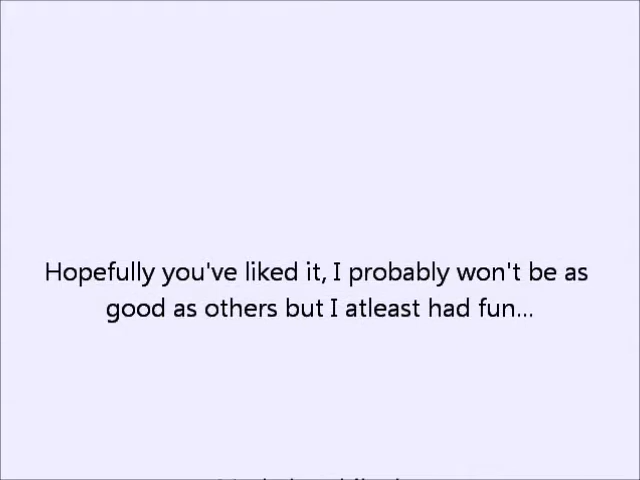 Hopefully you've liked it, I probably won't be as
good as others but I atleast had fun...